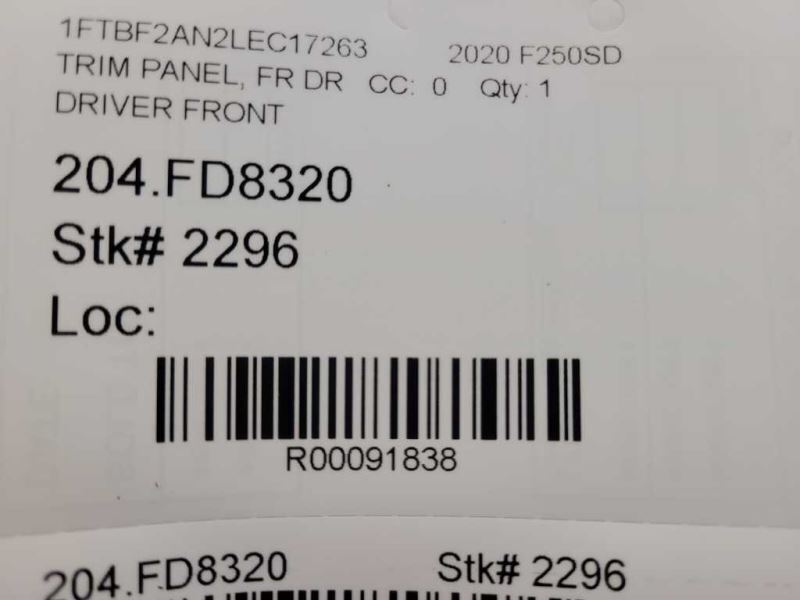 1FTBF2AN2LEC17263 2020 F250SD
TRIM PANEL, FR DR CC: 0 Qty: 1
DRIVER FRONT
204.FD8320
Stk# 2296
Loc:
R00091838
204.FD8320 Stk# 2296